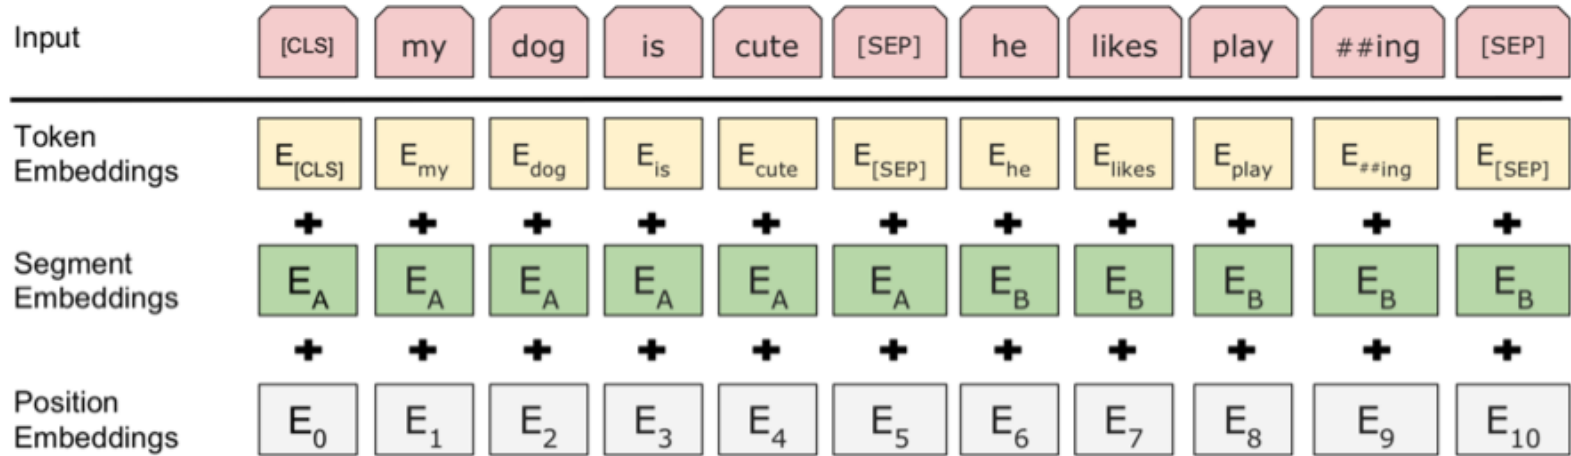 Input [CLS] my dog is cute [SEP] he likes play ##ing [SEP]
Token Embeddings E[CLS] Emy Edog Eis Ecute E[SEP] Ehe Elikes Eplay E##ing E[SEP]
+ + + + + + + + + + +
Segment Embeddings EA EA EA EA EA EA EB EB EB EB EB
+ + + + + + + + + + +
Position Embeddings E0 E1 E2 E3 E4 E5 E6 E7 E8 E9 E10